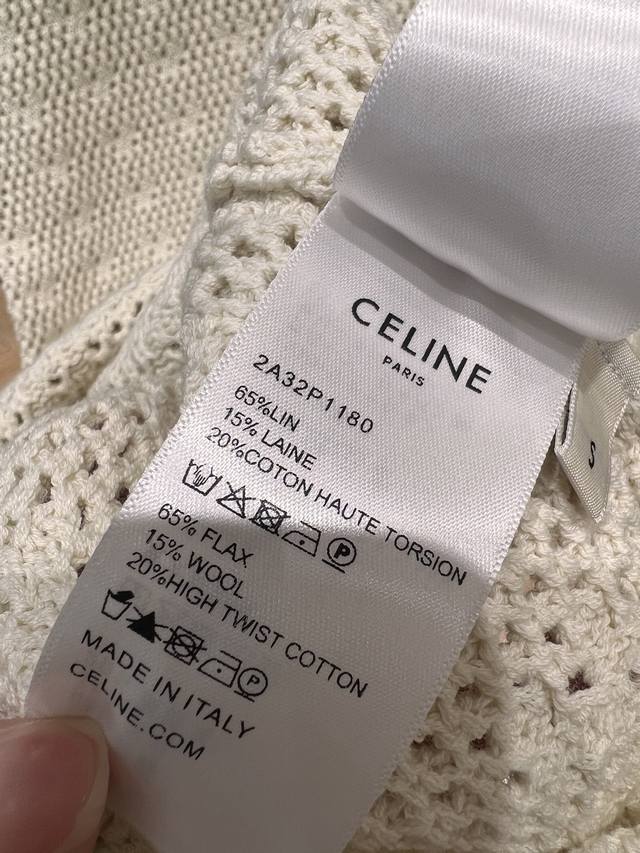 CELINE
PARIS
2A32P1180
65%LIN
15% LAINE
20%COTON HAUTE TORSION
P
65% FLAX
15% WOOL
20%HIGH TWIST COTTON
P
MADE IN ITALY
CELINE.COM
S